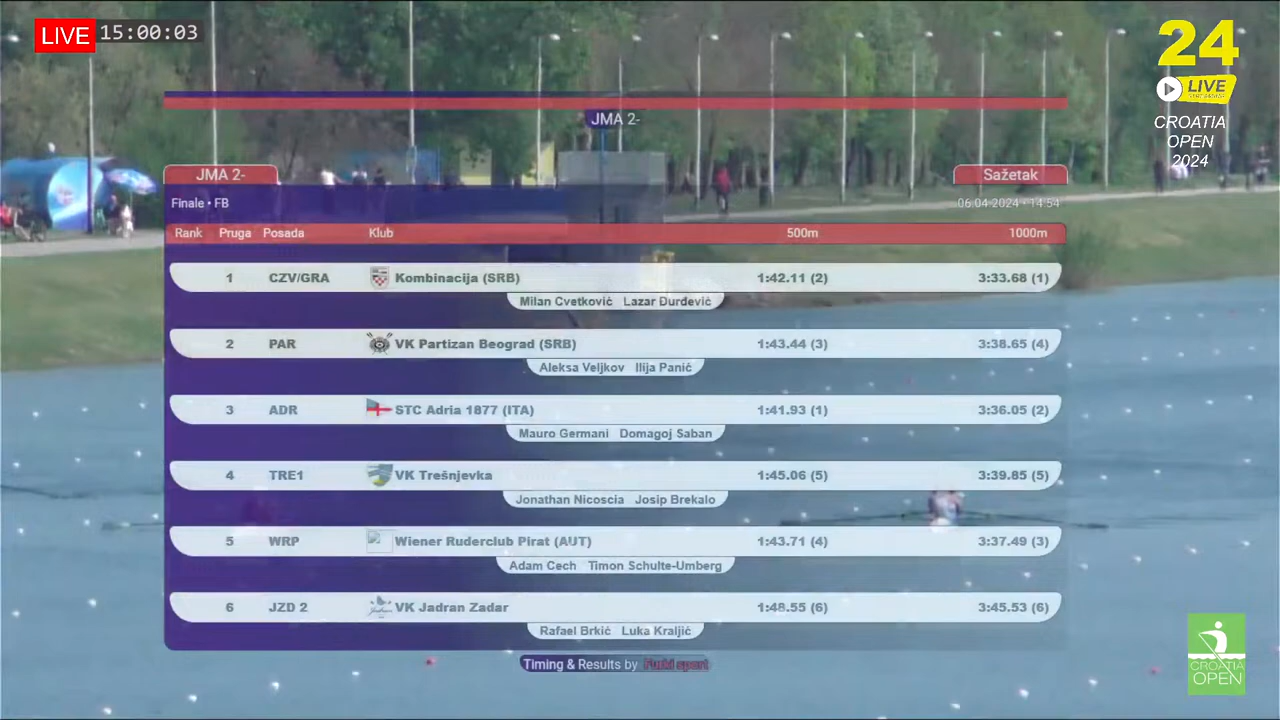 LIVE 15:00:03
24
LIVE
CROATIA
OPEN
2024
JMA 2-
JMA 2- Sažetak
Finale • FB 06.04.2024 • 14:54
Rank Pruga Posada Klub 500m 1000m
1 CZV/GRA Kombinacija (SRB) 1:42.11 (2) 3:33.68 (1)
Milan Cvetković Lazar Đurđević
2 PAR VK Partizan Beograd (SRB) 1:43.44 (3) 3:38.65 (4)
Aleksa Veljkov Ilija Panić
3 ADR STC Adria 1877 (ITA) 1:41.93 (1) 3:36.05 (2)
Mauro Germani Domagoj Saban
4 TRE1 VK Trešnjevka 1:45.06 (5) 3:39.85 (5)
Jonathan Nicoscia Josip Brekalo
5 WRP Wiener Ruderclub Pirat (AUT) 1:43.71 (4) 3:37.49 (3)
Adam Cech Timon Schulte-Umberg
6 JZD 2 VK Jadran Zadar 1:48.55 (6) 3:45.53 (6)
Rafael Brkić Luka Kraljić
Timing & Results by
CROATIA
OPEN